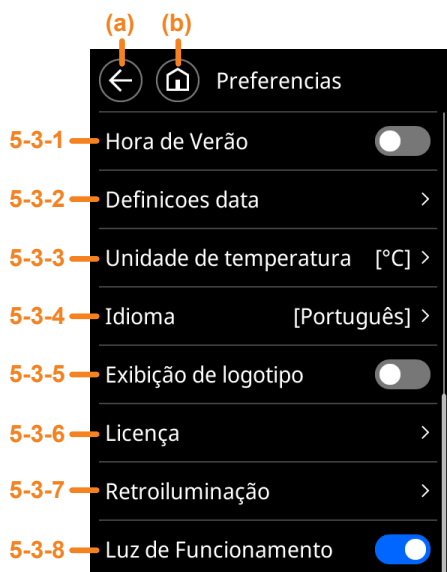 (a) (b)
Preferencias
5-3-1 Hora de Verão
5-3-2 Definicoes data
5-3-3 Unidade de temperatura [°C]
5-3-4 Idioma [Português]
5-3-5 Exibição de logotipo
5-3-6 Licença
5-3-7 Retroiluminação
5-3-8 Luz de Funcionamento